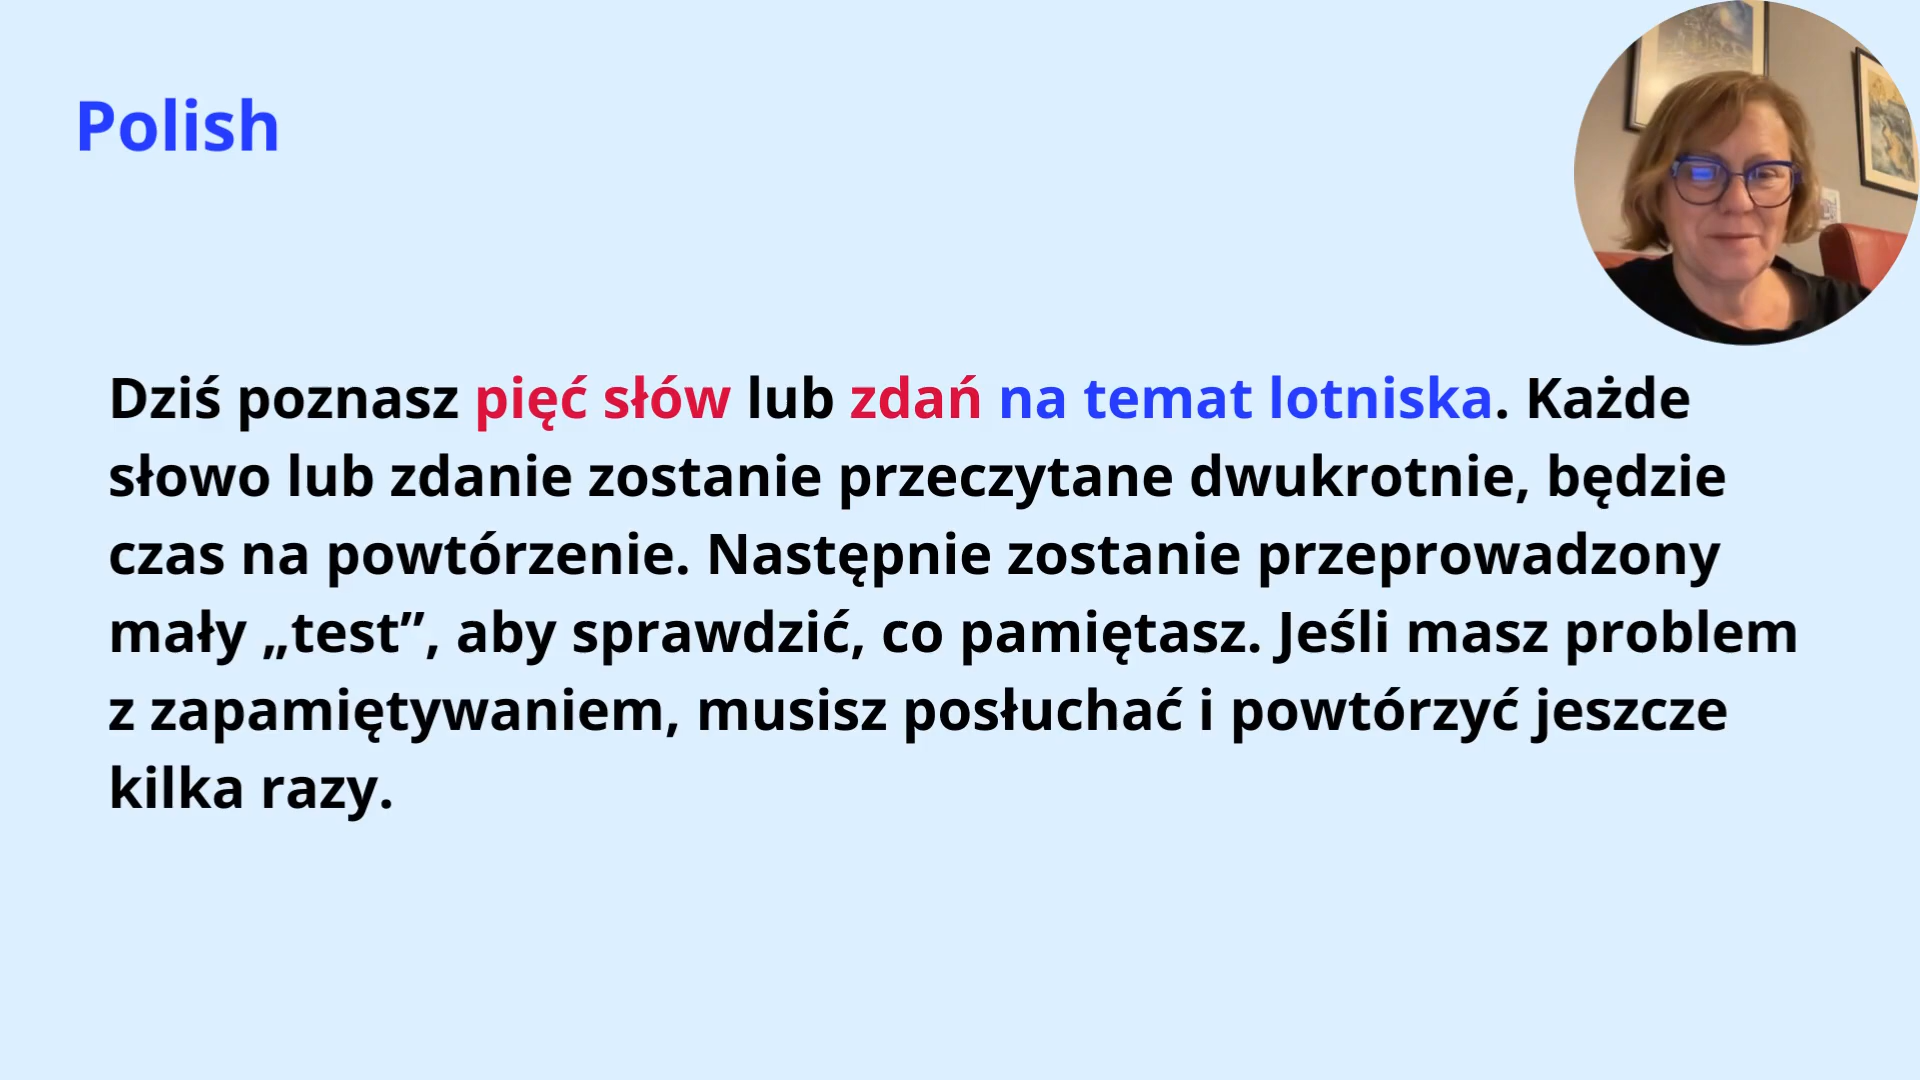 Polish
Dziś poznasz pięć słów lub zdań na temat lotniska. Każde
słowo lub zdanie zostanie przeczytane dwukrotnie, będzie
czas na powtórzenie. Następnie zostanie przeprowadzony
mały „test”, aby sprawdzić, co pamiętasz. Jeśli masz problem
z zapamiętywaniem, musisz posłuchać i powtórzyć jeszcze
kilka razy.